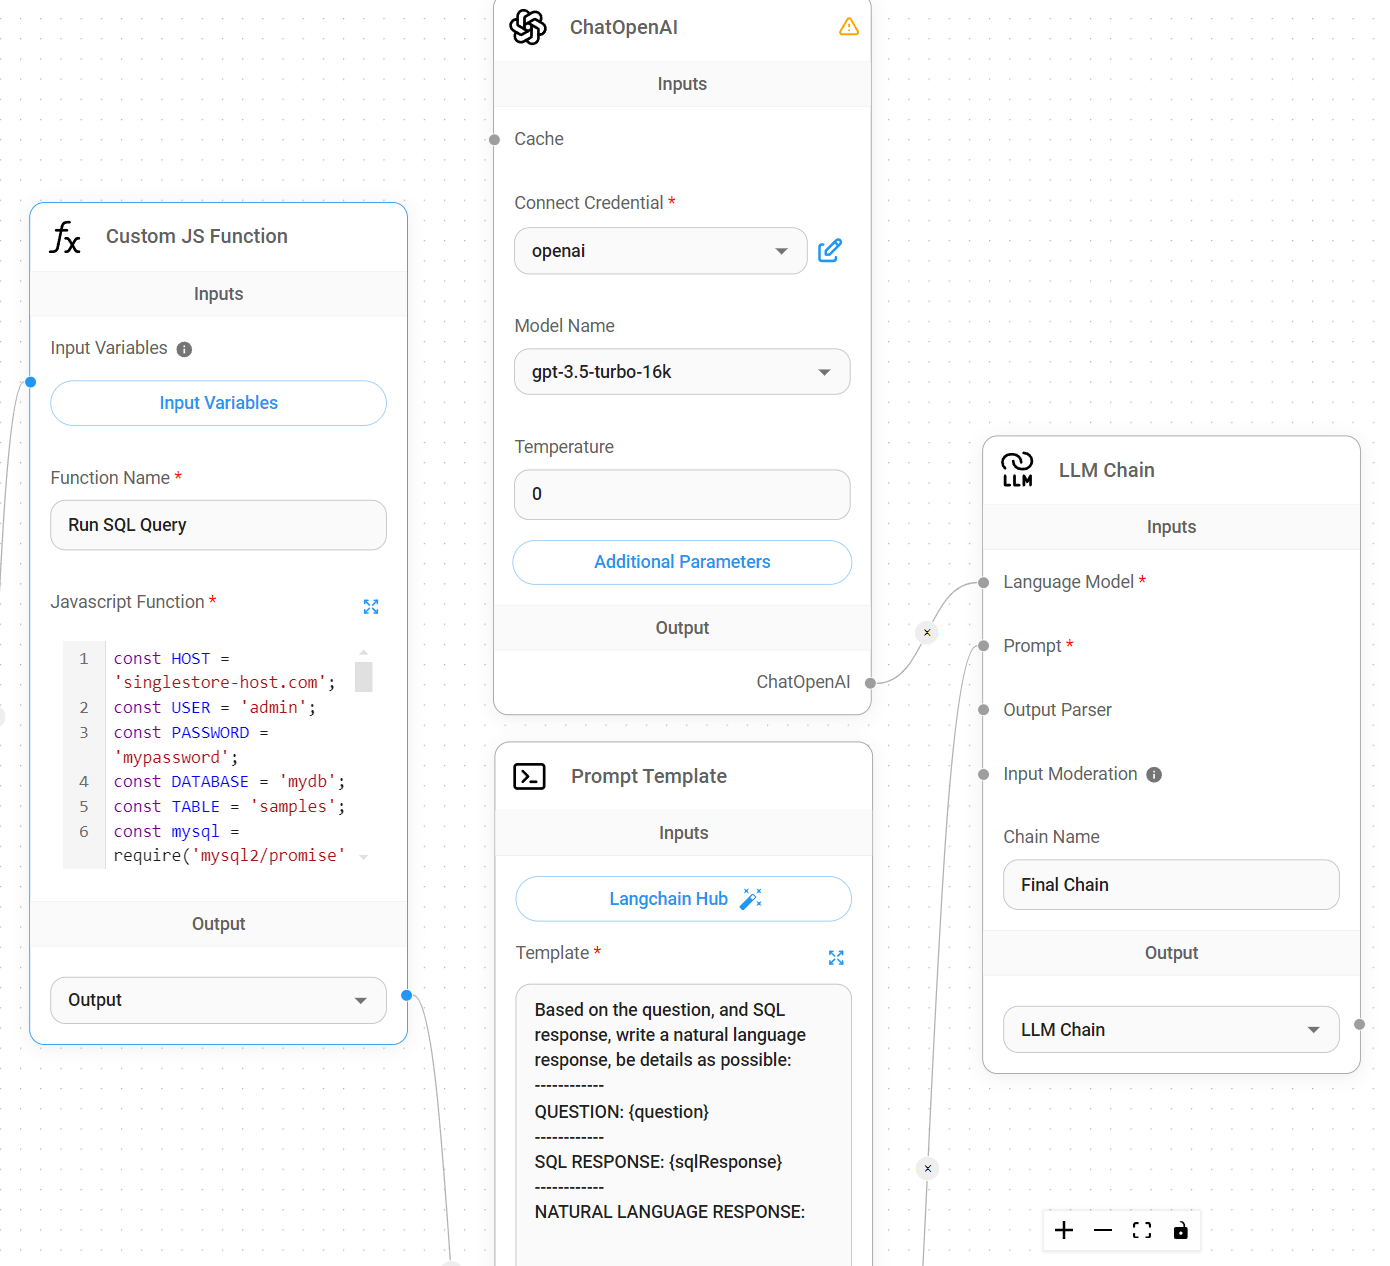 ChatOpenAI
Inputs
Cache
Connect Credential *
openai
Model Name
gpt-3.5-turbo-16k
Temperature
0
Additional Parameters
Output
ChatOpenAI
Custom JS Function
Inputs
Input Variables
Input Variables
Function Name *
Run SQL Query
Javascript Function *
1 const HOST =
'singlestore-host.com';
2 const USER = 'admin';
3 const PASSWORD =
'mypassword';
4 const DATABASE = 'mydb';
5 const TABLE = 'samples';
6 const mysql =
require('mysql2/promise'
Output
Output
Prompt Template
Inputs
Langchain Hub
Template *
Based on the question, and SQL
response, write a natural language
response, be details as possible:
------------
QUESTION: {question}
------------
SQL RESPONSE: {sqlResponse}
------------
NATURAL LANGUAGE RESPONSE:
LLM
LLM Chain
Inputs
Language Model *
Prompt *
Output Parser
Input Moderation
Chain Name
Final Chain
Output
LLM Chain